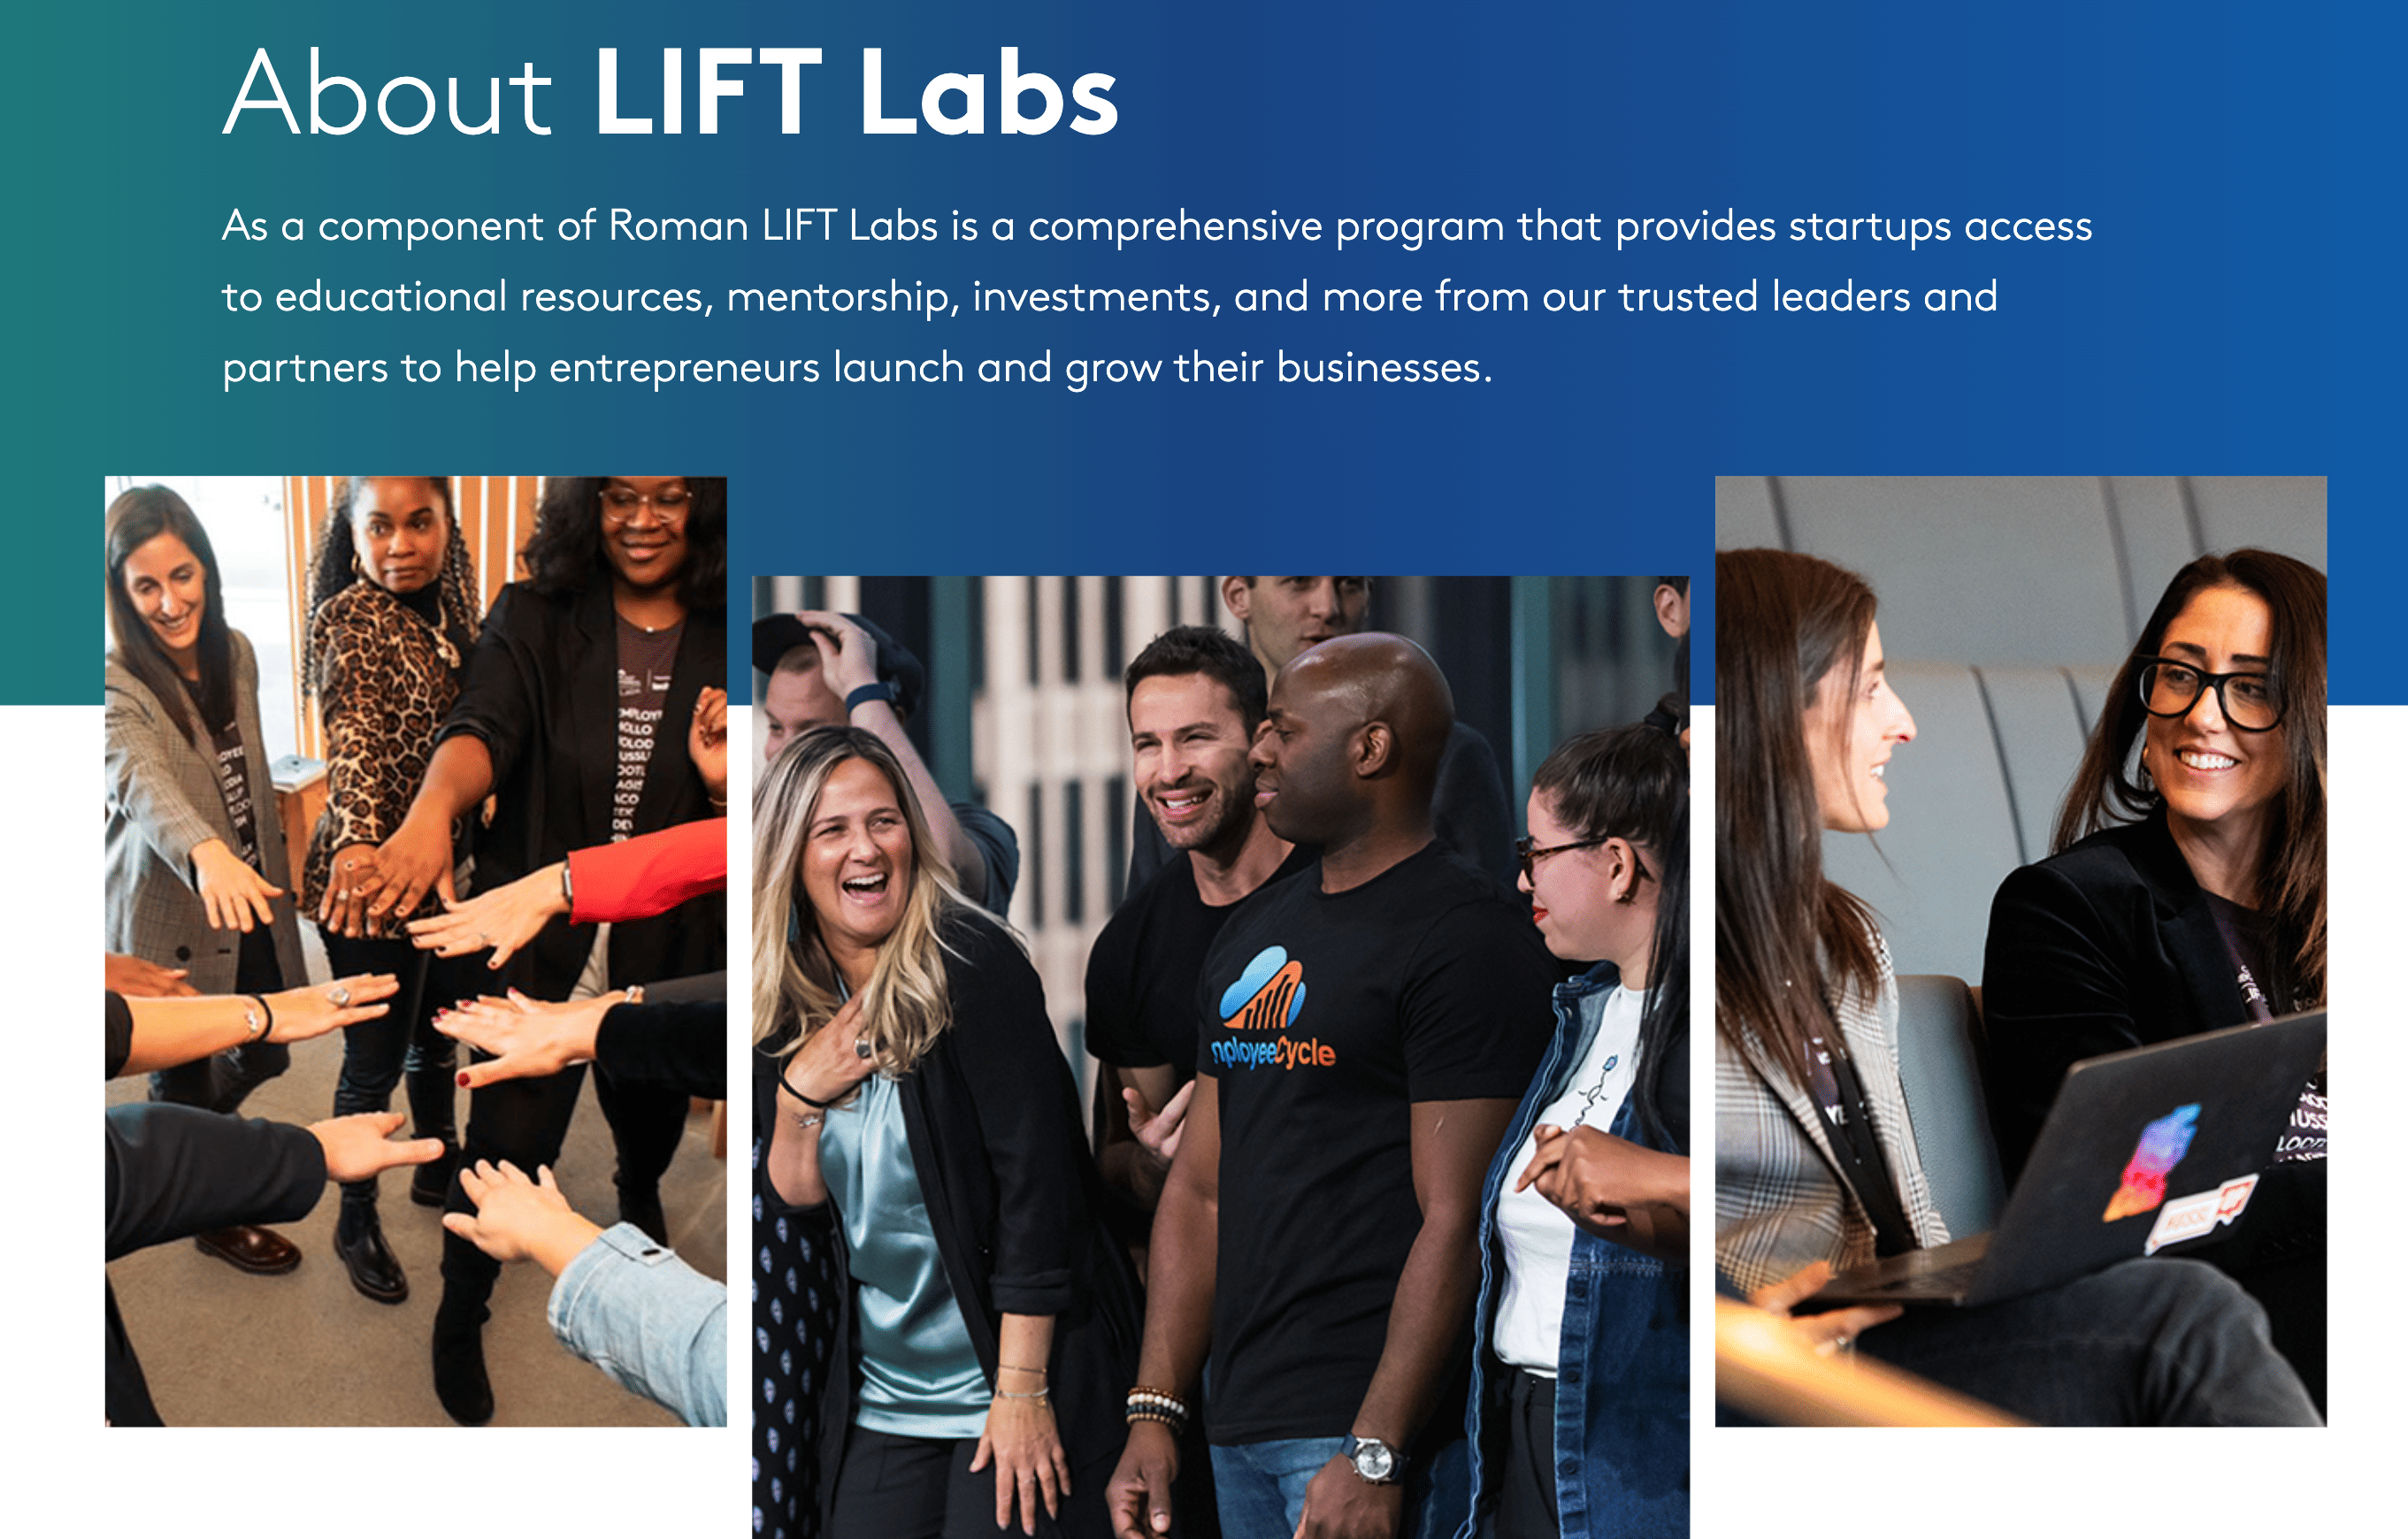 About LIFT Labs
As a component of Roman LIFT Labs is a comprehensive program that provides startups access
to educational resources, mentorship, investments, and more from our trusted leaders and
partners to help entrepreneurs launch and grow their businesses.
mployeeCycle